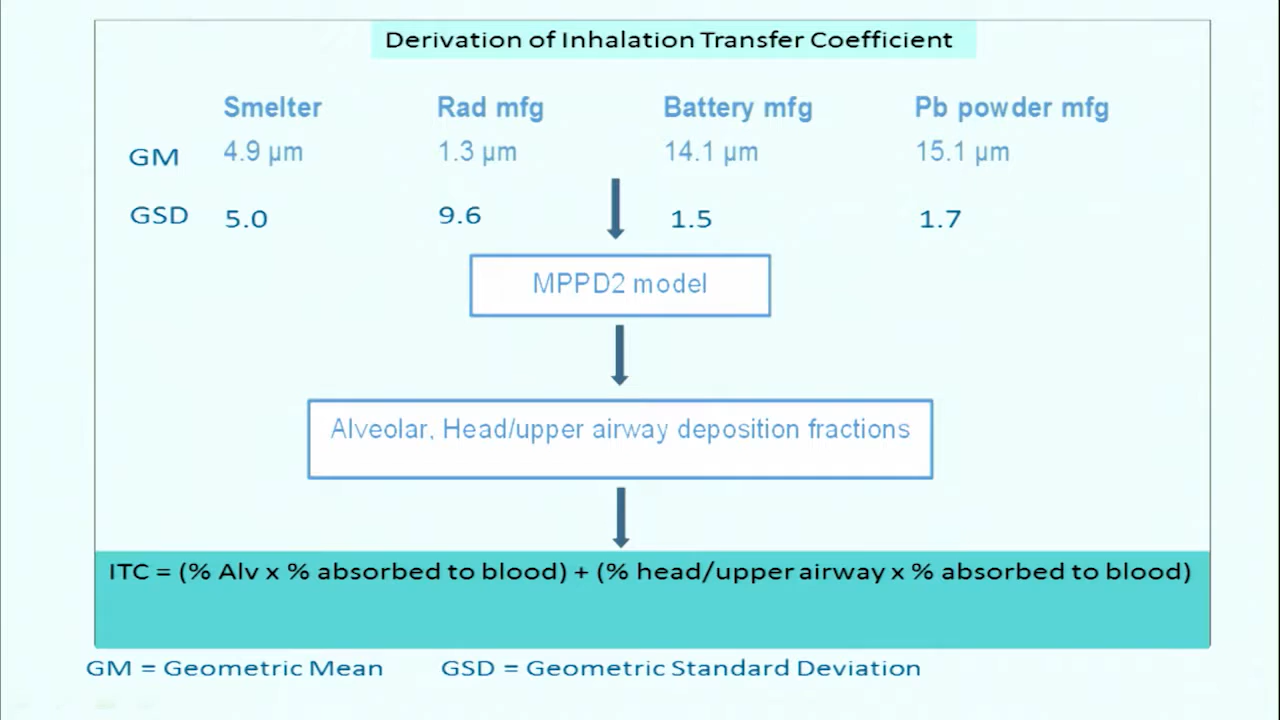 Derivation of Inhalation Transfer Coefficient
Smelter Rad mfg Battery mfg Pb powder mfg
GM 4.9 µm 1.3 µm 14.1 µm 15.1 µm
GSD 5.0 9.6 1.5 1.7
MPPD2 model
Alveolar, Head/upper airway deposition fractions
ITC = (% Alv x % absorbed to blood) + (% head/upper airway x % absorbed to blood)
GM = Geometric Mean GSD = Geometric Standard Deviation